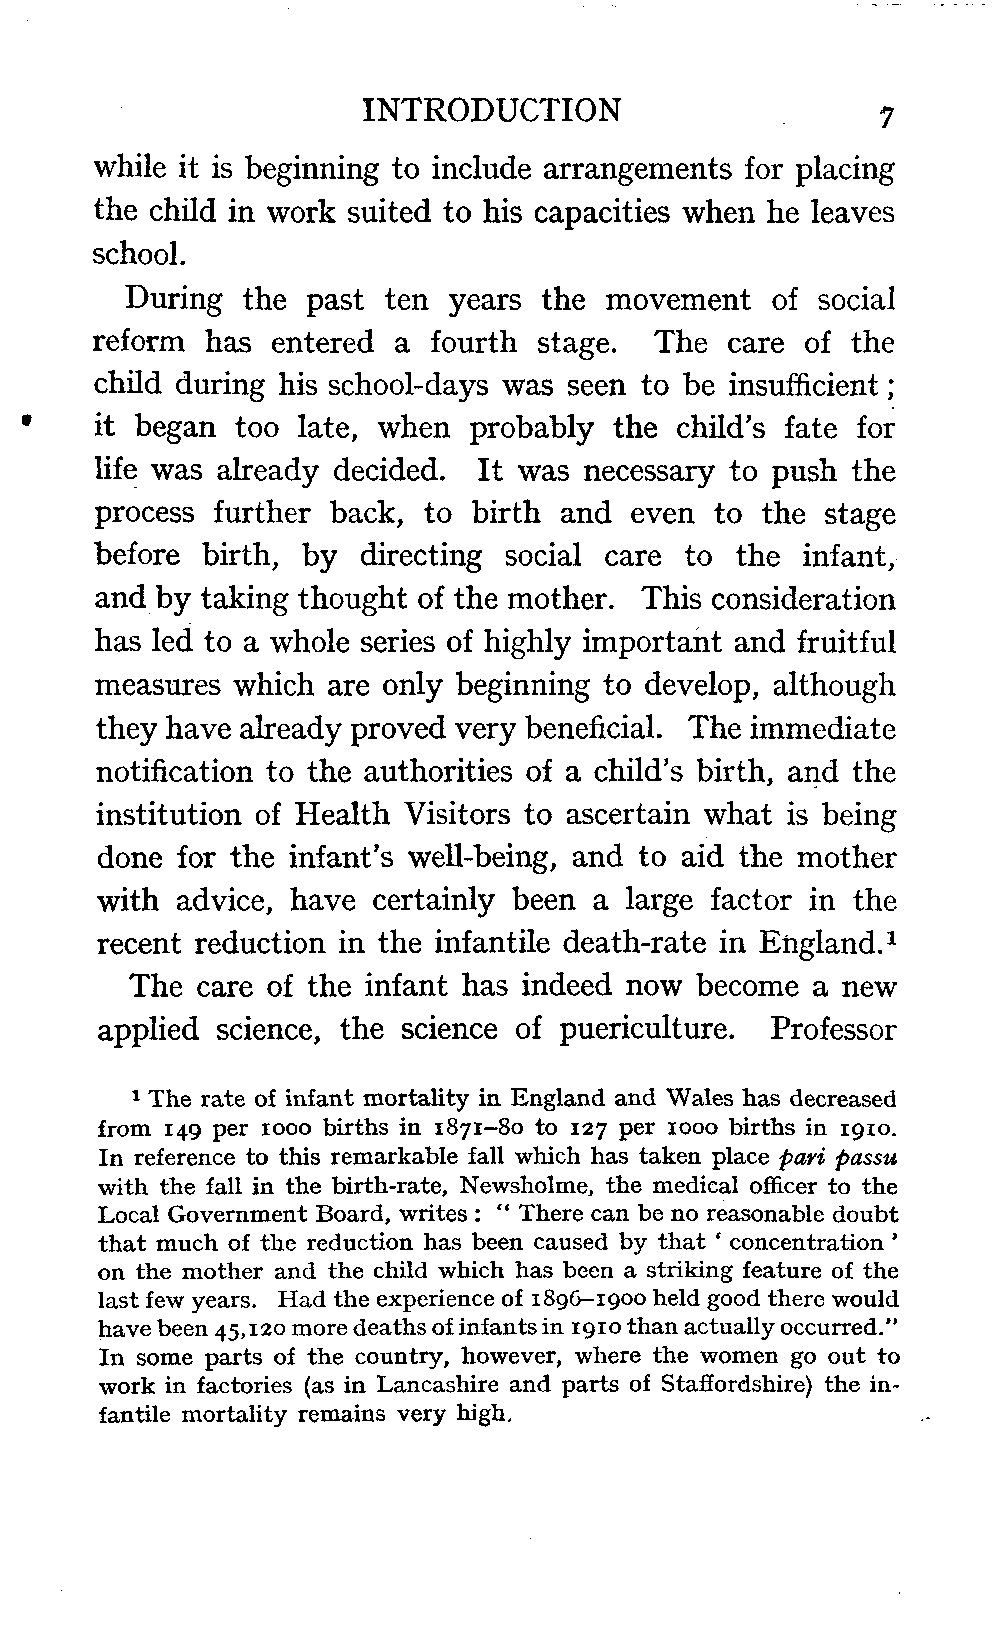 INTRODUCTION 7
while it is beginning to include arrangements for placing
the child in work suited to his capacities when he leaves
school.
During the past ten years the movement of social
reform has entered a fourth stage. The care of the
child during his school-days was seen to be insufficient ;
it began too late, when probably the child's fate for
life was already decided. It was necessary to push the
process further back, to birth and even to the stage
before birth, by directing social care to the infant,
and by taking thought of the mother. This consideration
has led to a whole series of highly important and fruitful
measures which are only beginning to develop, although
they have already proved very beneficial. The immediate
notification to the authorities of a child's birth, and the
institution of Health Visitors to ascertain what is being
done for the infant's well-being, and to aid the mother
with advice, have certainly been a large factor in the
recent reduction in the infantile death-rate in England.¹
The care of the infant has indeed now become a new
applied science, the science of puericulture. Professor
¹ The rate of infant mortality in England and Wales has decreased
from 149 per 1000 births in 1871–80 to 127 per 1000 births in 1910.
In reference to this remarkable fall which has taken place pari passu
with the fall in the birth-rate, Newsholme, the medical officer to the
Local Government Board, writes : “ There can be no reasonable doubt
that much of the reduction has been caused by that ‘ concentration ’
on the mother and the child which has been a striking feature of the
last few years. Had the experience of 1896–1900 held good there would
have been 45,120 more deaths of infants in 1910 than actually occurred.”
In some parts of the country, however, where the women go out to
work in factories (as in Lancashire and parts of Staffordshire) the in-
fantile mortality remains very high.